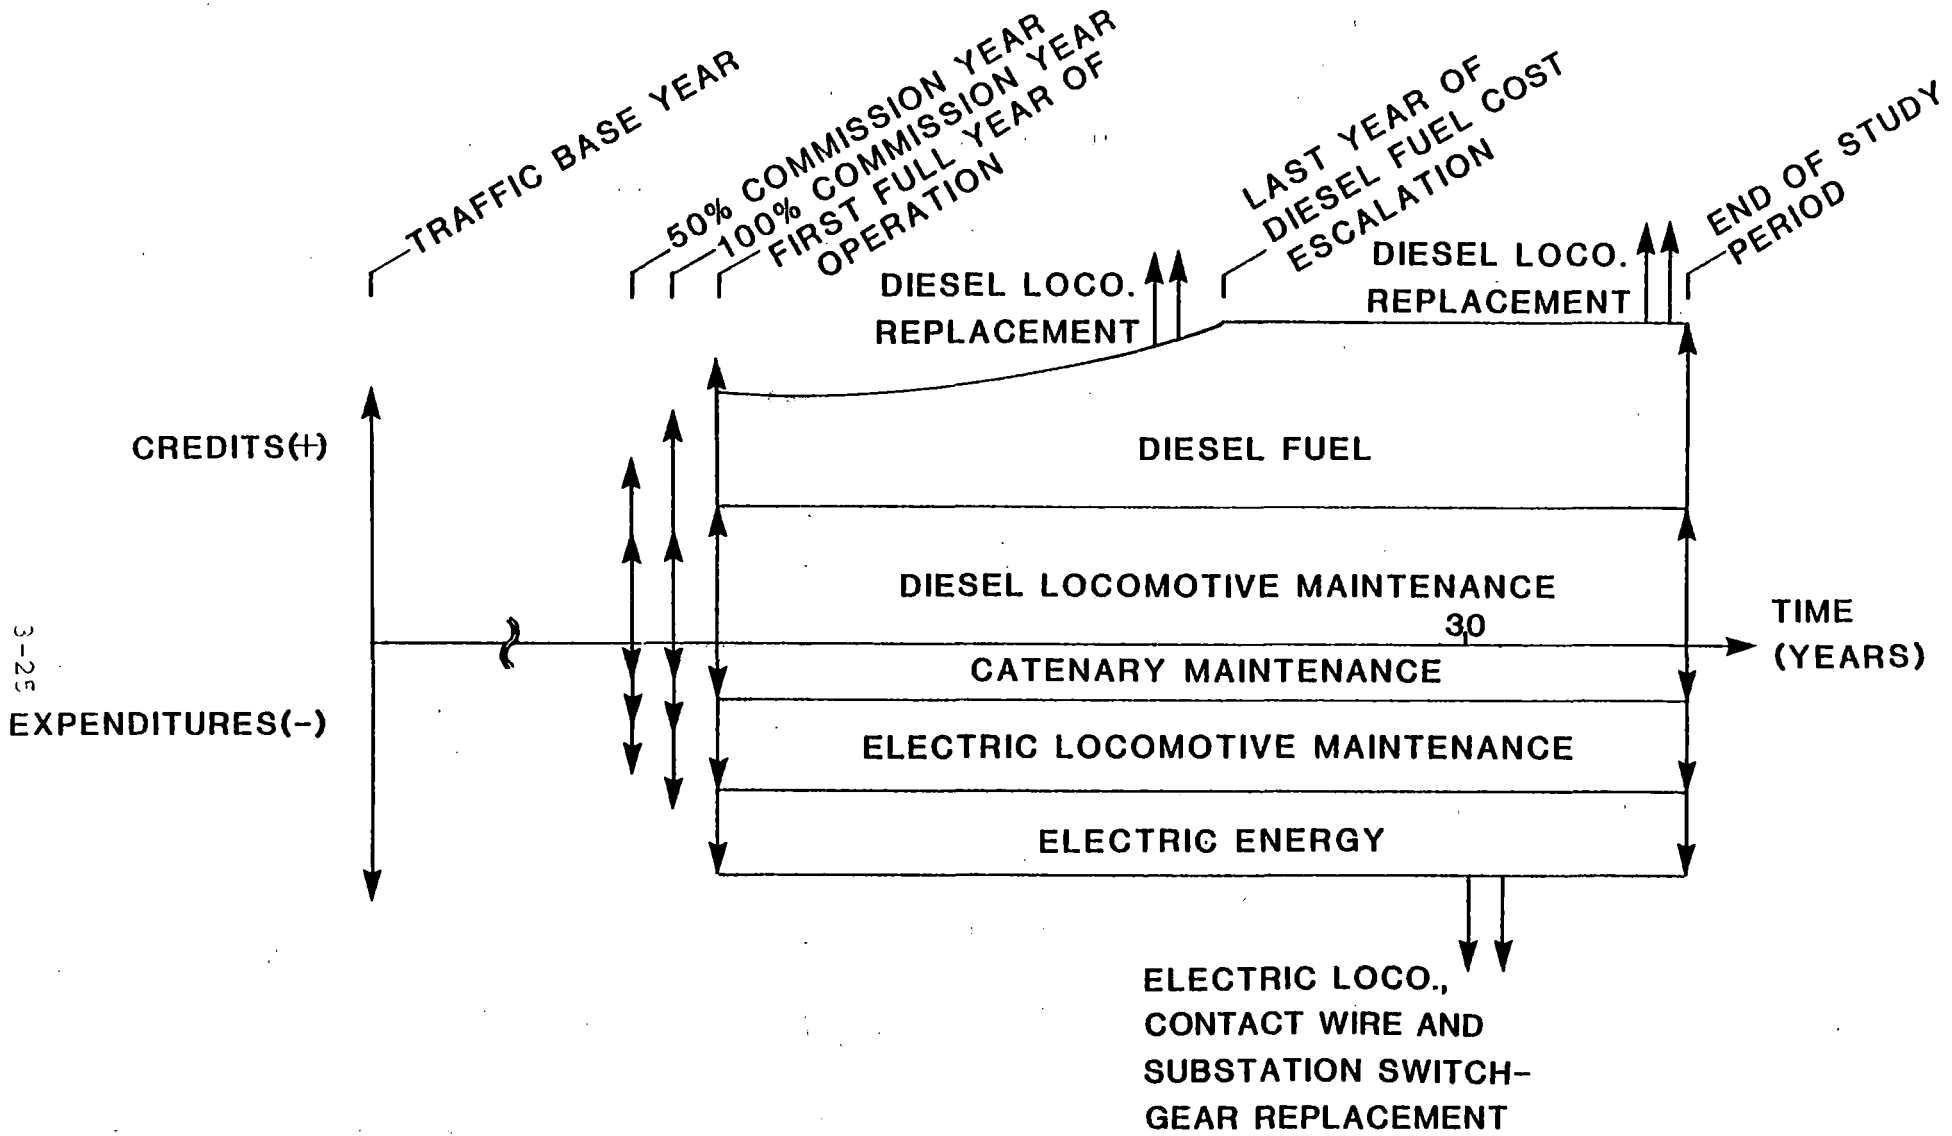 TRAFFIC BASE YEAR
50% COMMISSION YEAR
100% COMMISSION YEAR
FIRST FULL YEAR OF
OPERATION
LAST YEAR OF
DIESEL FUEL COST
ESCALATION
END OF STUDY
PERIOD
DIESEL LOCO.
REPLACEMENT
DIESEL LOCO.
REPLACEMENT
CREDITS(+)
DIESEL FUEL
DIESEL LOCOMOTIVE MAINTENANCE
30
TIME
(YEARS)
CATENARY MAINTENANCE
3-25
EXPENDITURES(-)
ELECTRIC LOCOMOTIVE MAINTENANCE
ELECTRIC ENERGY
ELECTRIC LOCO.,
CONTACT WIRE AND
SUBSTATION SWITCH-
GEAR REPLACEMENT